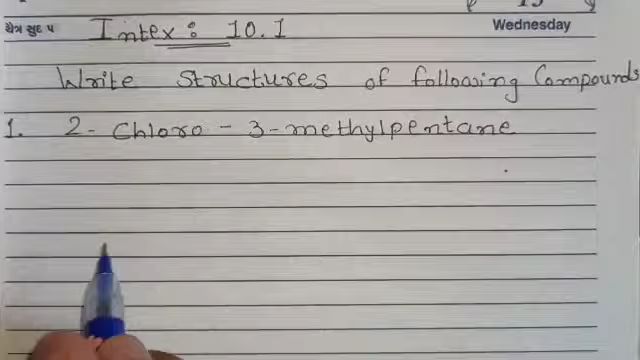 ચૈત્ર સુદ ૫ Intex: 10.1 Wednesday
Write structures of following Compounds
1. 2-Chloro-3-methylpentane